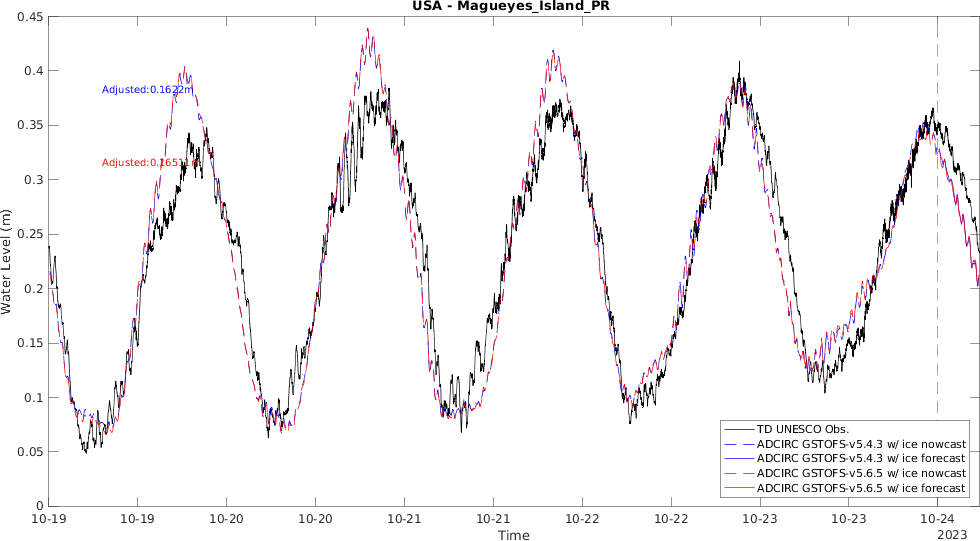 USA - Magueyes_Island_PR
0.45
0.4
0.35
0.3
0.25
0.2
0.15
0.1
0.05
0
Water Level (m)
Adjusted:0.1622m
Adjusted:0.16511m
TD UNESCO Obs.
ADCIRC GSTOFS-v5.4.3 w/ ice nowcast
ADCIRC GSTOFS-v5.4.3 w/ ice forecast
ADCIRC GSTOFS-v5.6.5 w/ ice nowcast
ADCIRC GSTOFS-v5.6.5 w/ ice forecast
10-19 10-19 10-20 10-20 10-21 10-21 10-22 10-22 10-23 10-23 10-24
Time 2023